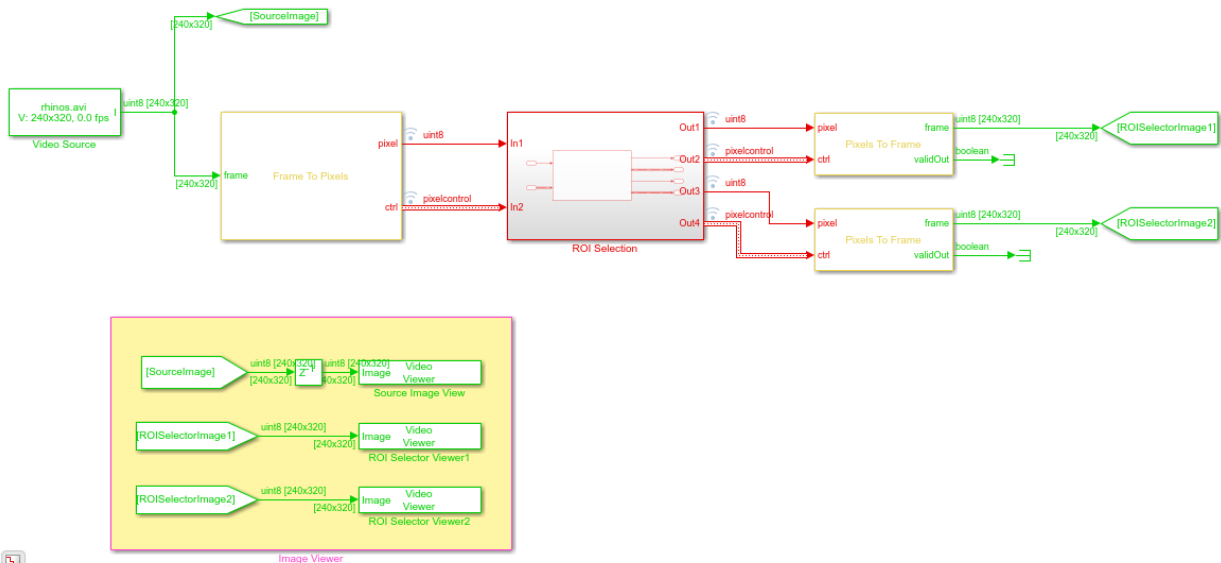 [SourceImage]
[240x320]
rhinos.avi
V: 240x320, 0.0 fps
I
uint8 [240x320]
Video Source
[240x320]
frame
Frame To Pixels
pixel
ctrl
uint8
pixelcontrol
In1
In2
Out1
Out2
Out3
Out4
ROI Selection
uint8
pixelcontrol
uint8
pixelcontrol
pixel
ctrl
Pixels To Frame
frame
validOut
uint8 [240x320]
[240x320]
boolean
[ROISelectorImage1]
pixel
ctrl
Pixels To Frame
frame
validOut
uint8 [240x320]
[240x320]
boolean
[ROISelectorImage2]
[SourceImage]
uint8 [240x320]
[240x320]
Z-1
uint8 [240x320]
[240x320]
Image
Video
Viewer
Source Image View
[ROISelectorImage1]
uint8 [240x320]
[240x320]
Image
Video
Viewer
ROI Selector Viewer1
[ROISelectorImage2]
uint8 [240x320]
[240x320]
Image
Video
Viewer
ROI Selector Viewer2
Image Viewer